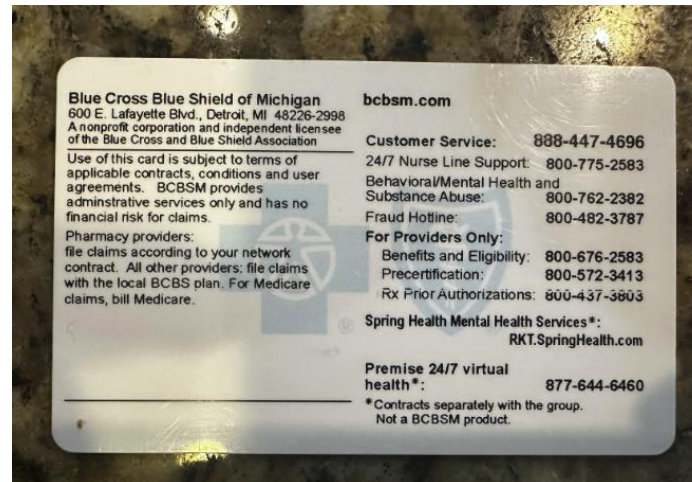 Blue Cross Blue Shield of Michigan
600 E. Lafayette Blvd., Detroit, MI 48226-2998
A nonprofit corporation and independent licensee
of the Blue Cross and Blue Shield Association
Use of this card is subject to terms of
applicable contracts, conditions and user
agreements. BCBSM provides
adminstrative services only and has no
financial risk for claims.
Pharmacy providers:
file claims according to your network
contract. All other providers: file claims
with the local BCBS plan. For Medicare
claims, bill Medicare.
bcbsm.com
Customer Service: 888-447-4696
24/7 Nurse Line Support: 800-775-2583
Behavioral/Mental Health and
Substance Abuse: 800-762-2382
Fraud Hotline: 800-482-3787
For Providers Only:
Benefits and Eligibility: 800-676-2583
Precertification: 800-572-3413
Rx Prior Authorizations: 800-437-3803
Spring Health Mental Health Services*:
RKT.SpringHealth.com
Premise 24/7 virtual
health*: 877-644-6460
*Contracts separately with the group.
Not a BCBSM product.
® ®